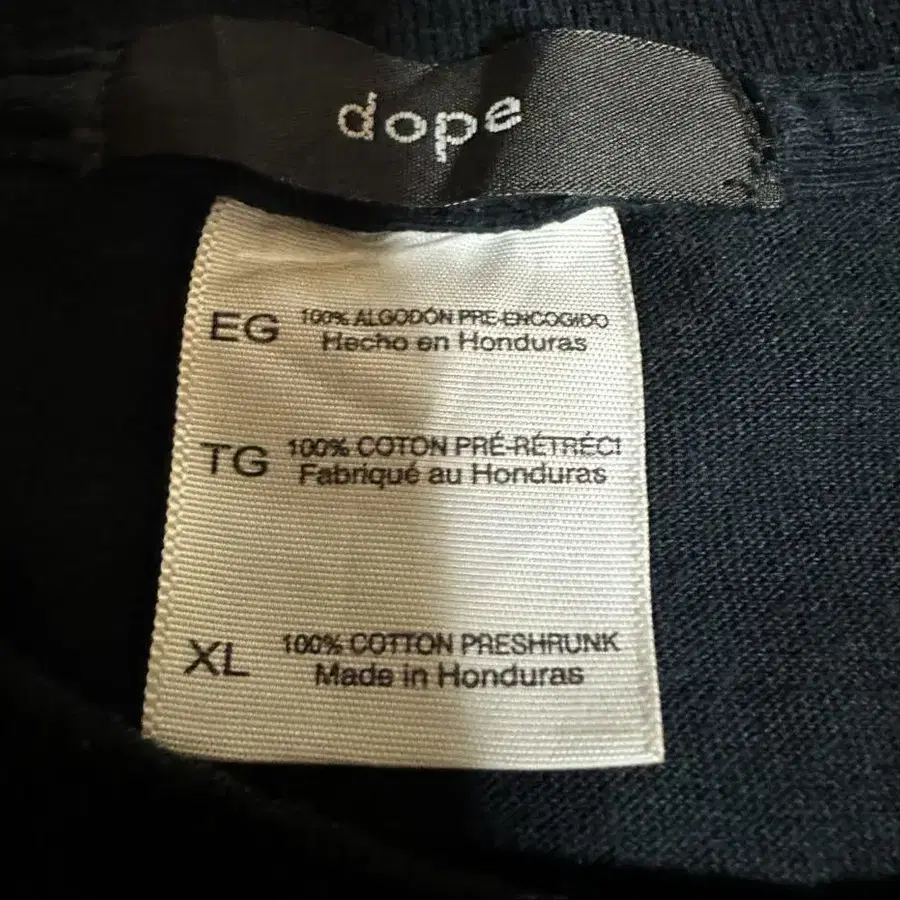 dope
EG 100% ALGODÓN PRE-ENCOGIDO
Hecho en Honduras
TG 100% COTON PRÉ-RÉTRÉCI
Fabriqué au Honduras
XL 100% COTTON PRESHRUNK
Made in Honduras